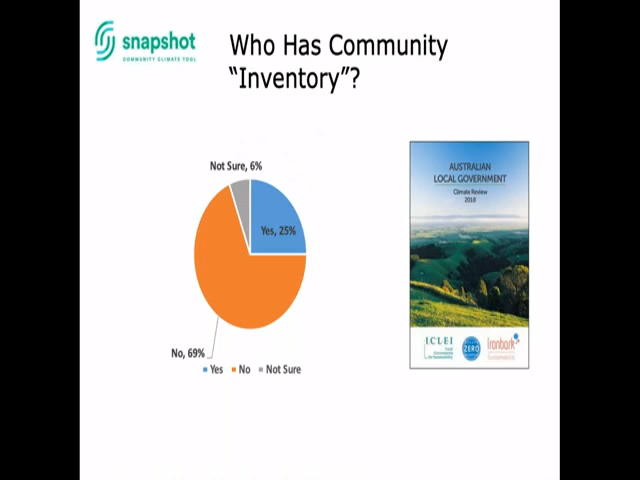 snapshot
COMMUNITY CLIMATE TOOL
Who Has Community
“Inventory”?
Not Sure, 6%
Yes, 25%
No, 69%
Yes No Not Sure
AUSTRALIAN
LOCAL GOVERNMENT
Climate Review
2018
ICLEI
ZERO
Ironbark